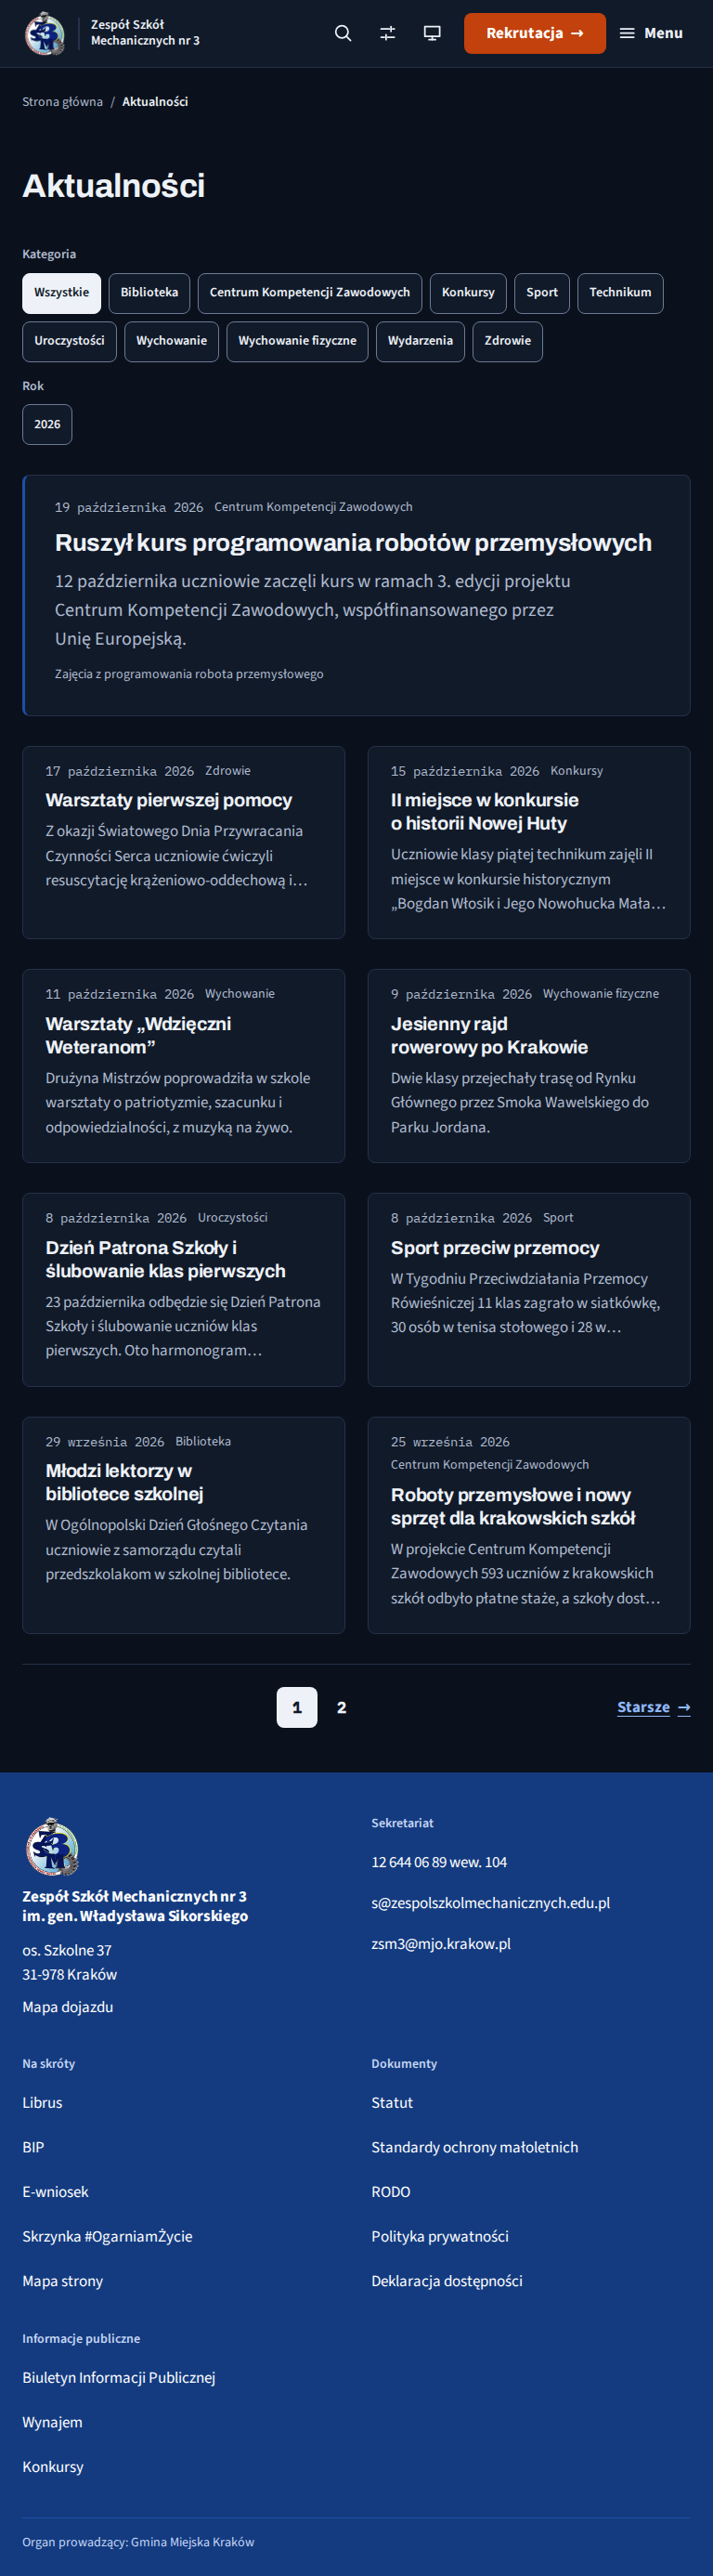 Zespół Szkół
Mechanicznych nr 3
Rekrutacja →
Menu
Strona główna / Aktualności
Aktualności
Kategoria
Wszystkie
Biblioteka
Centrum Kompetencji Zawodowych
Konkursy
Sport
Technikum
Uroczystości
Wychowanie
Wychowanie fizyczne
Wydarzenia
Zdrowie
Rok
2026
19 października 2026 Centrum Kompetencji Zawodowych
Ruszył kurs programowania robotów przemysłowych
12 października uczniowie zaczęli kurs w ramach 3. edycji projektu
Centrum Kompetencji Zawodowych, współfinansowanego przez
Unię Europejską.
Zajęcia z programowania robota przemysłowego
17 października 2026 Zdrowie
Warsztaty pierwszej pomocy
Z okazji Światowego Dnia Przywracania
Czynności Serca uczniowie ćwiczyli
resuscytację krążeniowo-oddechową i…
15 października 2026 Konkursy
II miejsce w konkursie
o historii Nowej Huty
Uczniowie klasy piątej technikum zajęli II
miejsce w konkursie historycznym
„Bogdan Włosik i Jego Nowohucka Mała…
11 października 2026 Wychowanie
Warsztaty „Wdzięczni
Weteranom”
Drużyna Mistrzów poprowadziła w szkole
warsztaty o patriotyzmie, szacunku i
odpowiedzialności, z muzyką na żywo.
9 października 2026 Wychowanie fizyczne
Jesienny rajd
rowerowy po Krakowie
Dwie klasy przejechały trasę od Rynku
Głównego przez Smoka Wawelskiego do
Parku Jordana.
8 października 2026 Uroczystości
Dzień Patrona Szkoły i
ślubowanie klas pierwszych
23 października odbędzie się Dzień Patrona
Szkoły i ślubowanie uczniów klas
pierwszych. Oto harmonogram…
8 października 2026 Sport
Sport przeciw przemocy
W Tygodniu Przeciwdziałania Przemocy
Rówieśniczej 11 klas zagrało w siatkówkę,
30 osób w tenisa stołowego i 28 w…
29 września 2026 Biblioteka
Młodzi lektorzy w
bibliotece szkolnej
W Ogólnopolski Dzień Głośnego Czytania
uczniowie z samorządu czytali
przedszkolakom w szkolnej bibliotece.
25 września 2026
Centrum Kompetencji Zawodowych
Roboty przemysłowe i nowy
sprzęt dla krakowskich szkół
W projekcie Centrum Kompetencji
Zawodowych 593 uczniów z krakowskich
szkół odbyło płatne staże, a szkoły dost…
1
2
Starsze →
Zespół Szkół Mechanicznych nr 3
im. gen. Władysława Sikorskiego
os. Szkolne 37
31-978 Kraków
Mapa dojazdu
Sekretariat
12 644 06 89 wew. 104
s@zespolszkolmechanicznych.edu.pl
zsm3@mjo.krakow.pl
Na skróty
Librus
BIP
E-wniosek
Skrzynka #OgarniamŻycie
Mapa strony
Dokumenty
Statut
Standardy ochrony małoletnich
RODO
Polityka prywatności
Deklaracja dostępności
Informacje publiczne
Biuletyn Informacji Publicznej
Wynajem
Konkursy
Organ prowadzący: Gmina Miejska Kraków